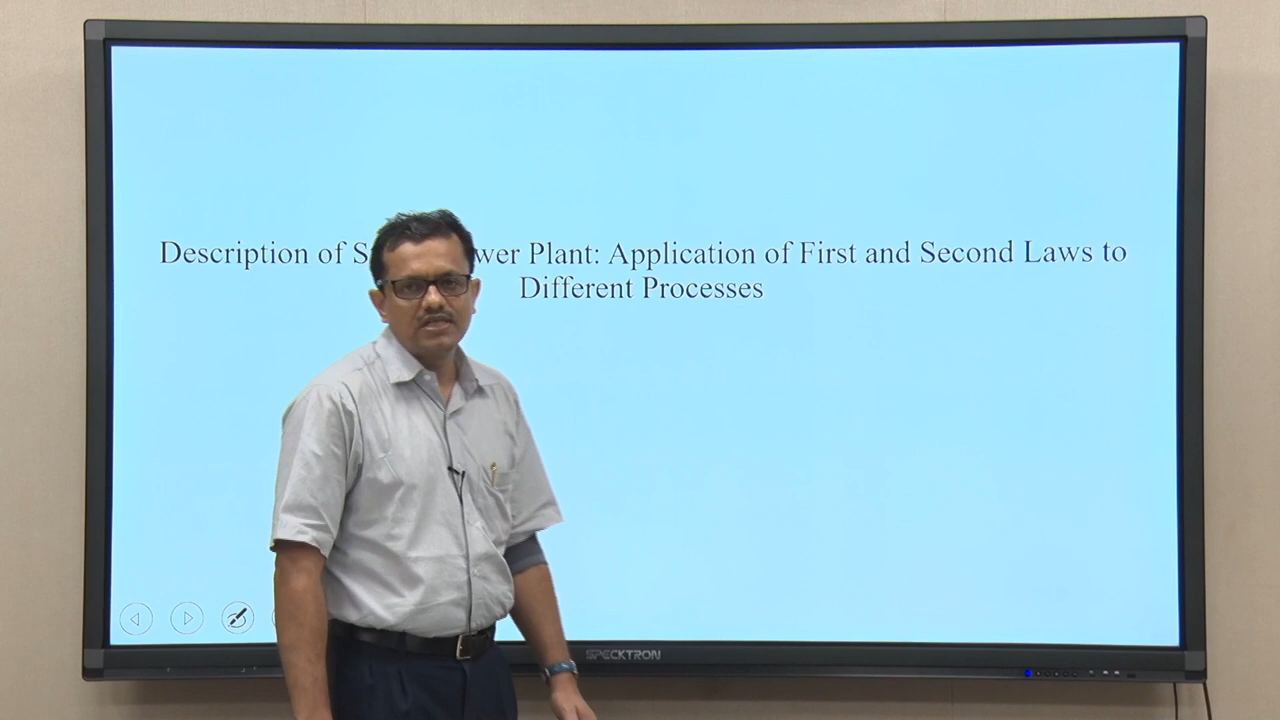 Description of S wer Plant: Application of First and Second Laws to
Different Processes
SPECKTRON